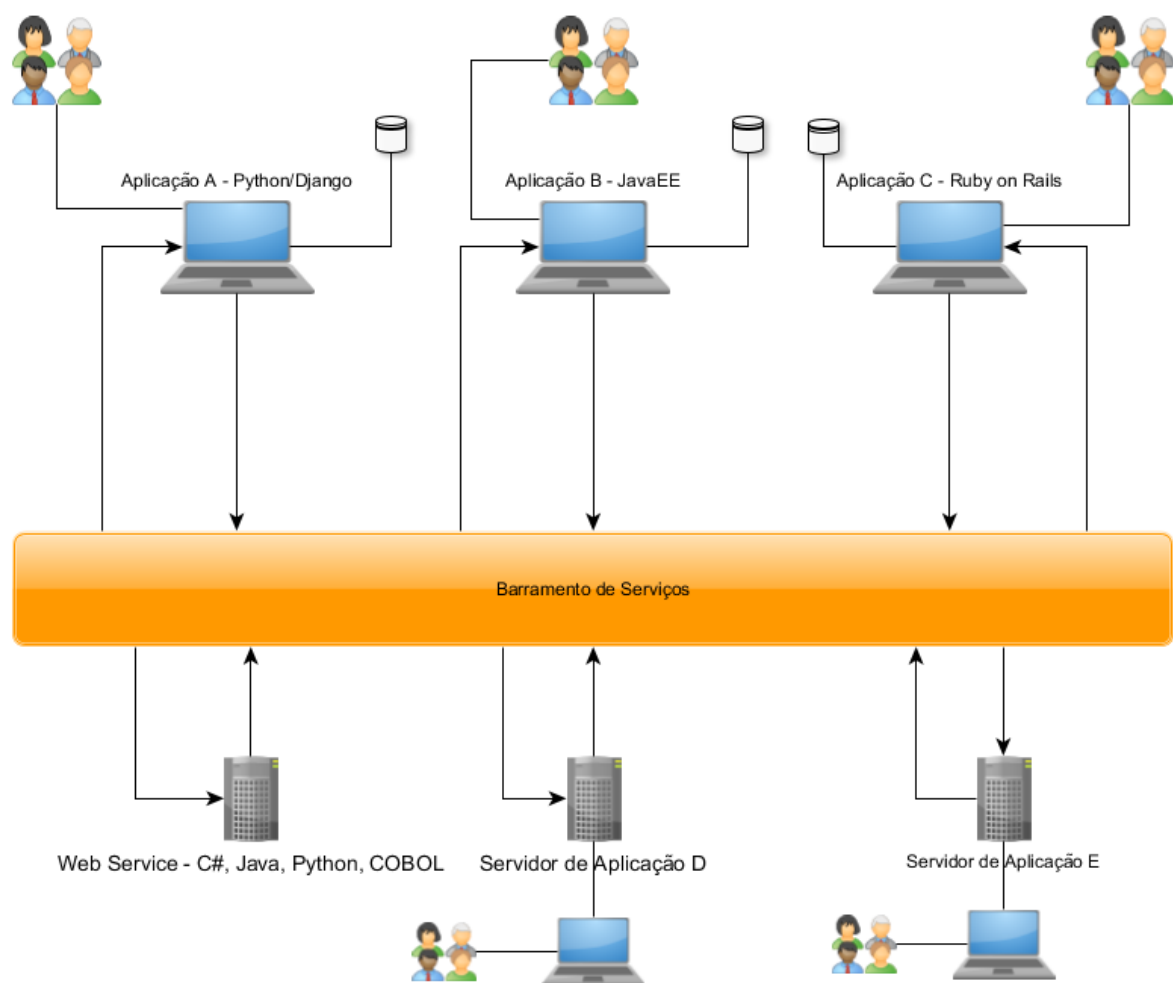 Aplicação A - Python/Django
Aplicação B - JavaEE
Aplicação C - Ruby on Rails
Barramento de Serviços
Web Service - C#, Java, Python, COBOL
Servidor de Aplicação D
Servidor de Aplicação E